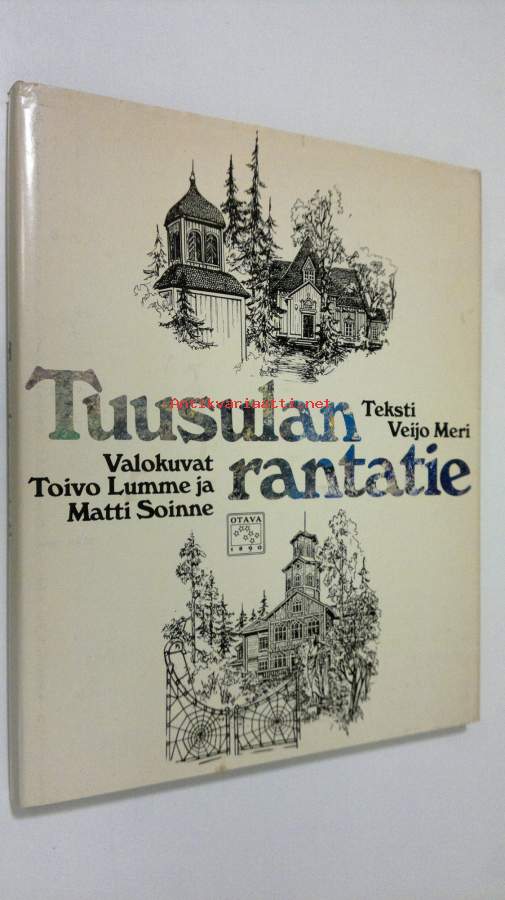 Tuusulan
rantatie
Teksti
Veijo Meri
Valokuvat
Toivo Lumme ja
Matti Soinne
OTAVA
1890
Antikvariaatti.net